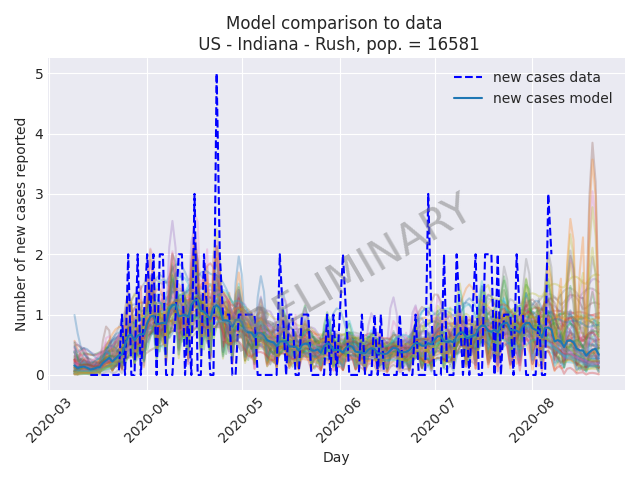 Model comparison to data
US - Indiana - Rush, pop. = 16581
new cases data
new cases model
Number of new cases reported
5
4
3
2
1
0
PRELIMINARY
2020-03
2020-04
2020-05
2020-06
2020-07
2020-08
Day